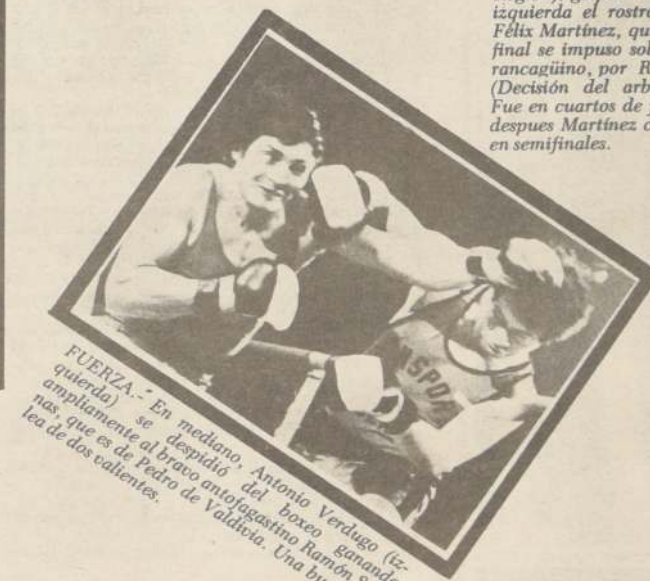 izquierda el rostro
Félix Martínez, qu
final se impuso sol
rancagüino, por R
(Decisión del arb
Fue en cuartos de
despues Martínez c
en semifinales.
SPOR
FUERZA.- En mediano, Antonio Verdugo (iz-
quierda) se despidió del boxeo ganando
ampliamente al bravo antofagastino Ramón
nas, que es de Pedro de Valdivia. Una bu
lea de dos valientes.